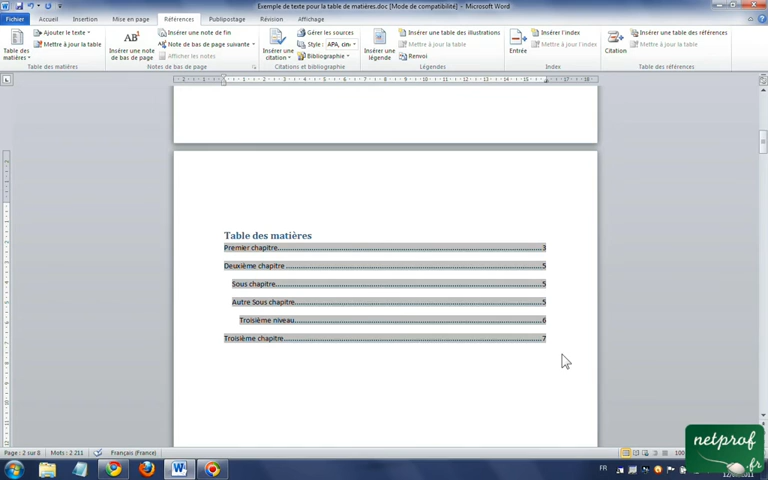 Exemple de texte pour la table de matières.doc [Mode de compatibilité] - Microsoft Word
Fichier Accueil Insertion Mise en page Références Publipostage Révision Affichage
Table des matières
Ajouter le texte
Mettre à jour la table
Table des matières
AB¹
Insérer une note de bas de page
Insérer une note de fin
Note de bas de page suivante
Afficher les notes
Notes de bas de page
Insérer une citation
Gérer les sources
Style : APA, cin
Bibliographie
Citations et bibliographie
Insérer une légende
Insérer une table des illustrations
Mettre à jour la table
Renvoi
Légendes
Entrée
Insérer l'index
Mettre à jour l'index
Index
Citation
Insérer une table des références
Mettre à jour la table
Table des références
Table des matières
Premier chapitre 3
Deuxième chapitre 5
Sous chapitre 5
Autre Sous chapitre 5
Troisième niveau 6
Troisième chapitre 7
Page : 2 sur 8 Mots : 2 211 Français (France)
FR
netprof
.fr